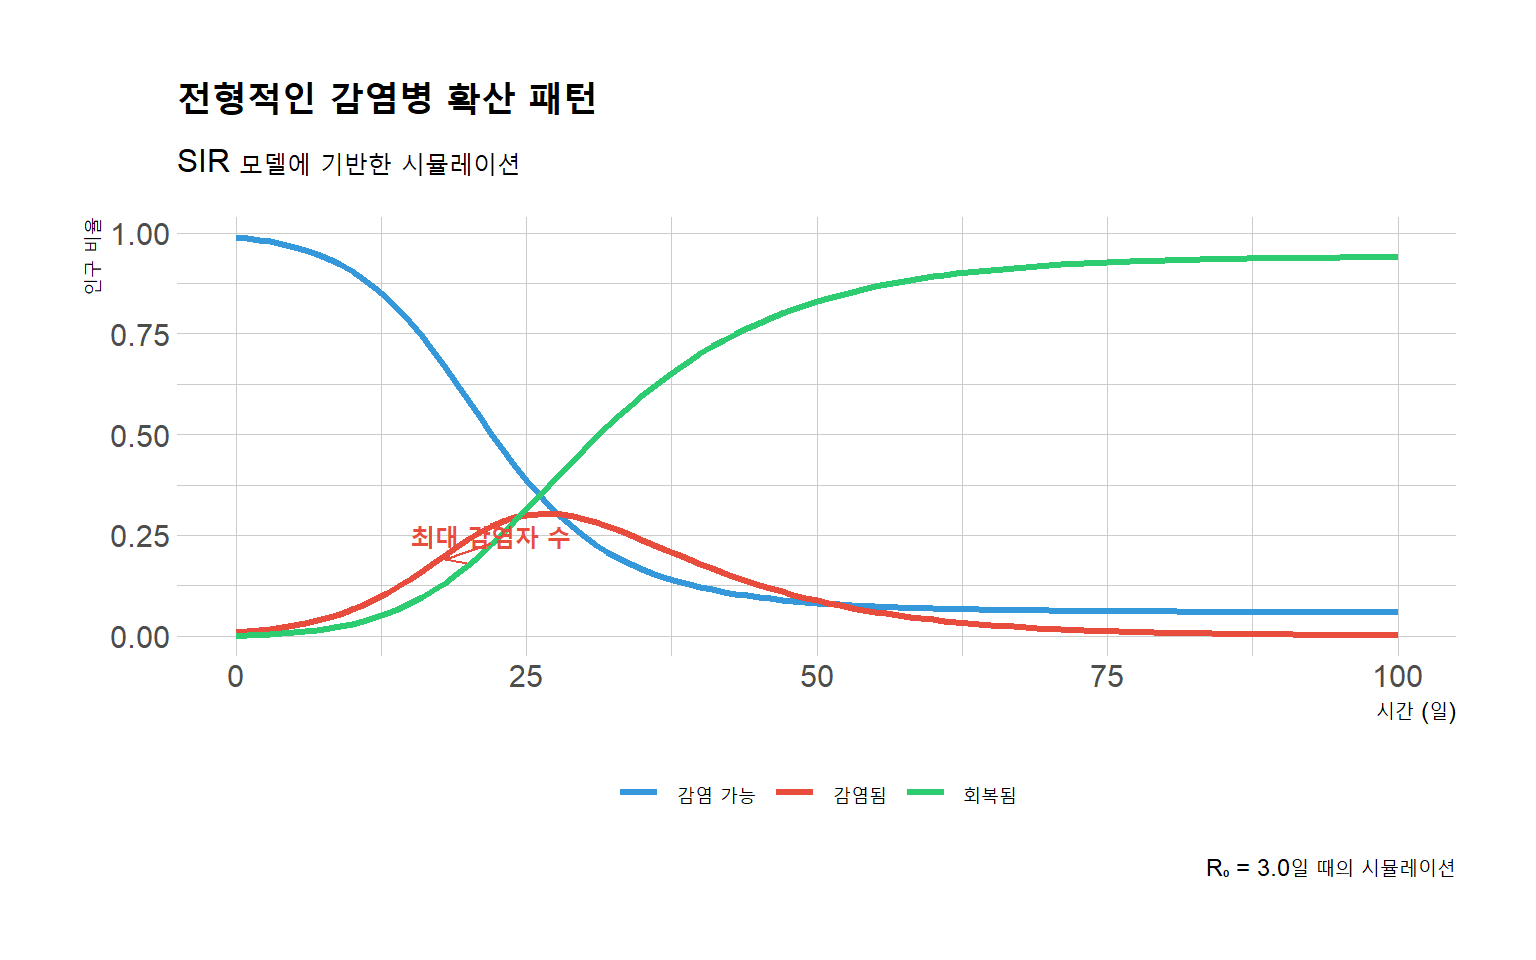 전형적인 감염병 확산 패턴
SIR 모델에 기반한 시뮬레이션
인구 비율
1.00
0.75
0.50
0.25
0.00
최대 감염자 수
0 25 50 75 100
시간 (일)
감염 가능 감염됨 회복됨
R₀ = 3.0일 때의 시뮬레이션